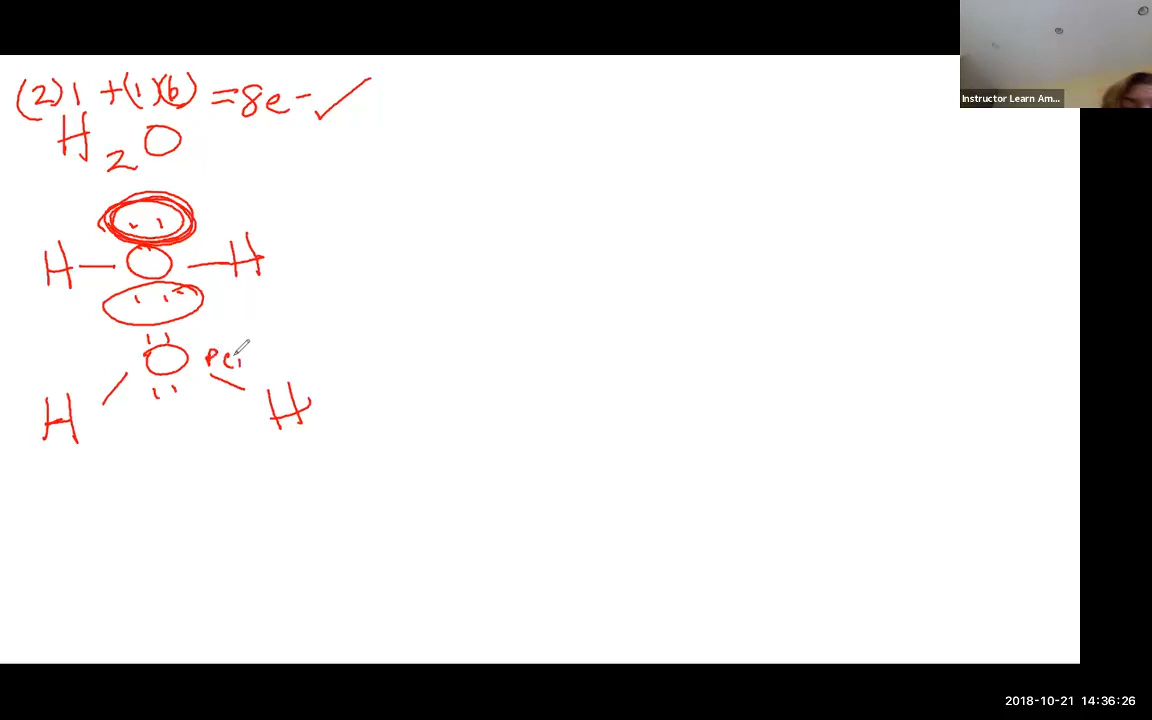 (2)1 + (1)(6) = 8e- ✓
H2O
Instructor Learn Am...
H - O - H
O
H H
2018-10-21 14:36:26